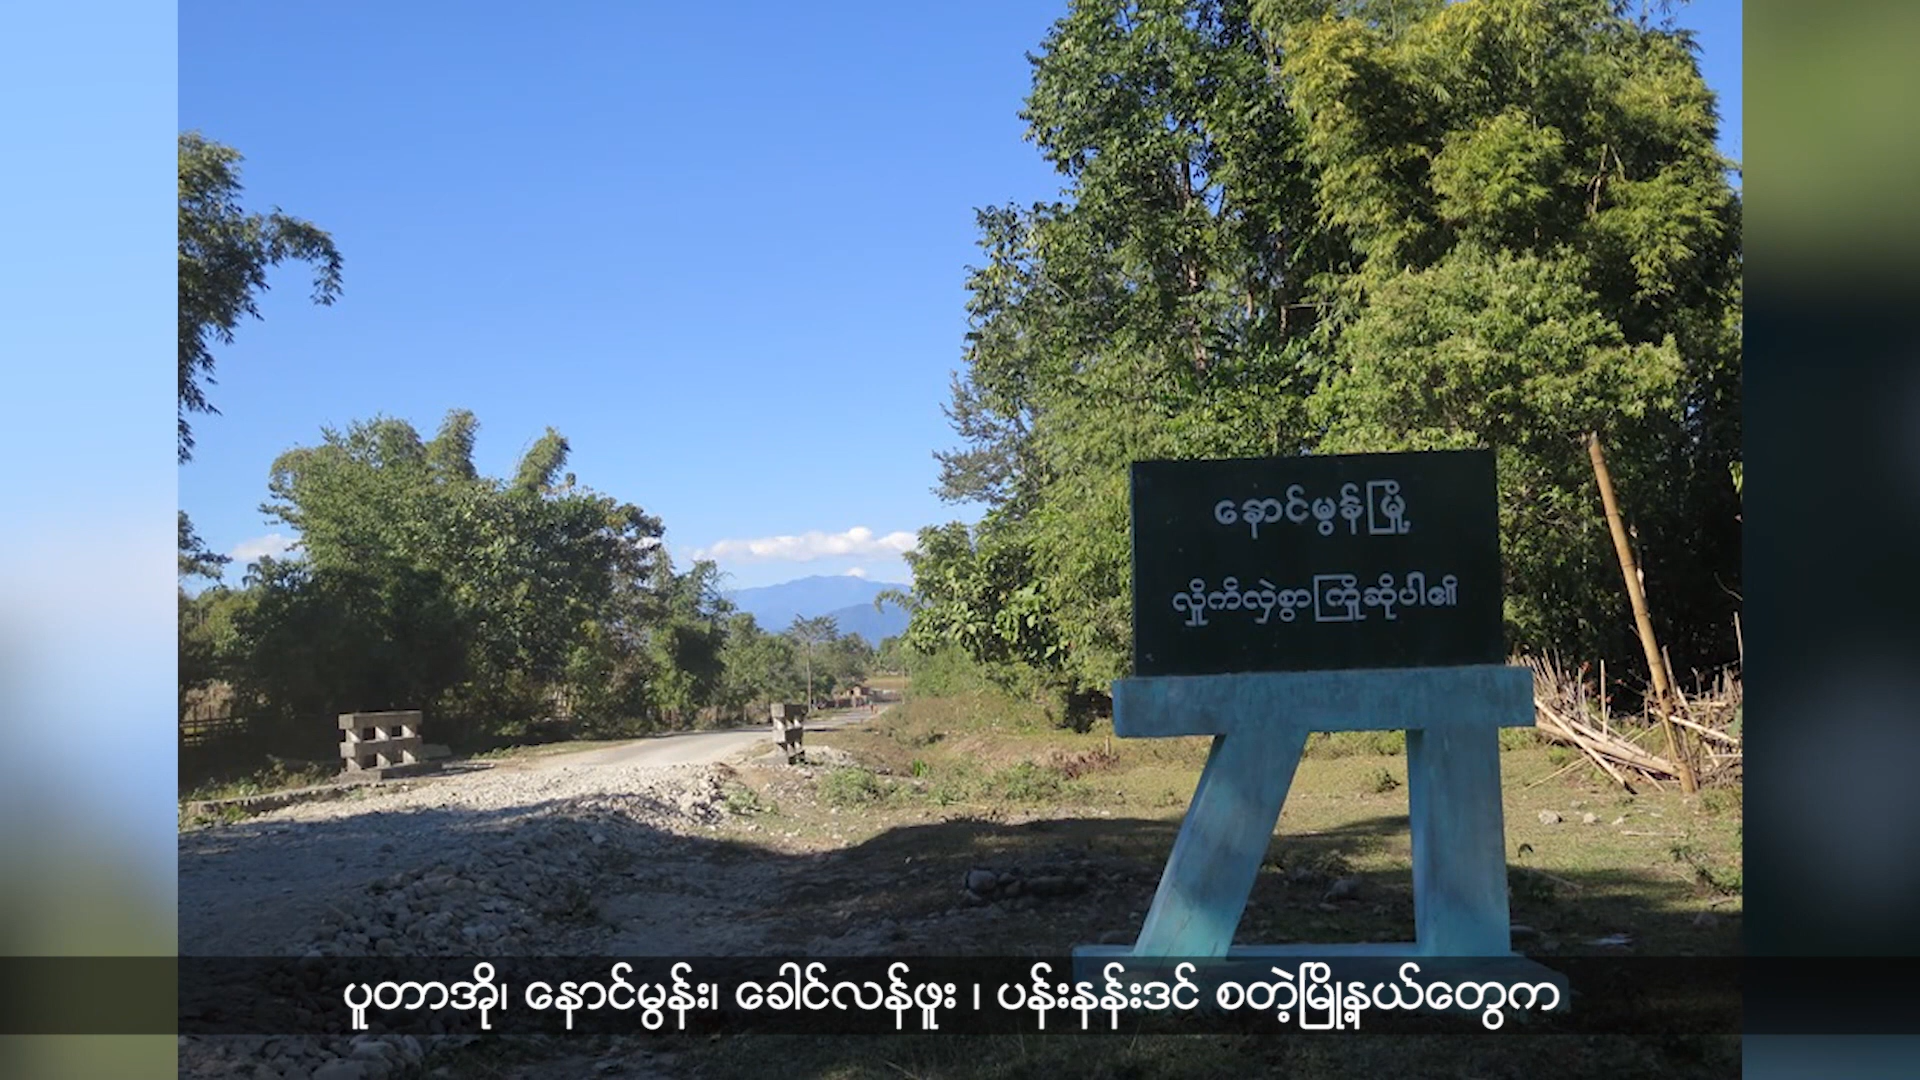 နောင်မွန်မြို့
လှိုက်လှဲစွာကြိုဆိုပါ၏
ပူတာအို၊ နောင်မွန်း၊ ခေါင်လန်ဖူး ၊ ပန်းနန်းဒင် စတဲ့မြို့နယ်တွေက